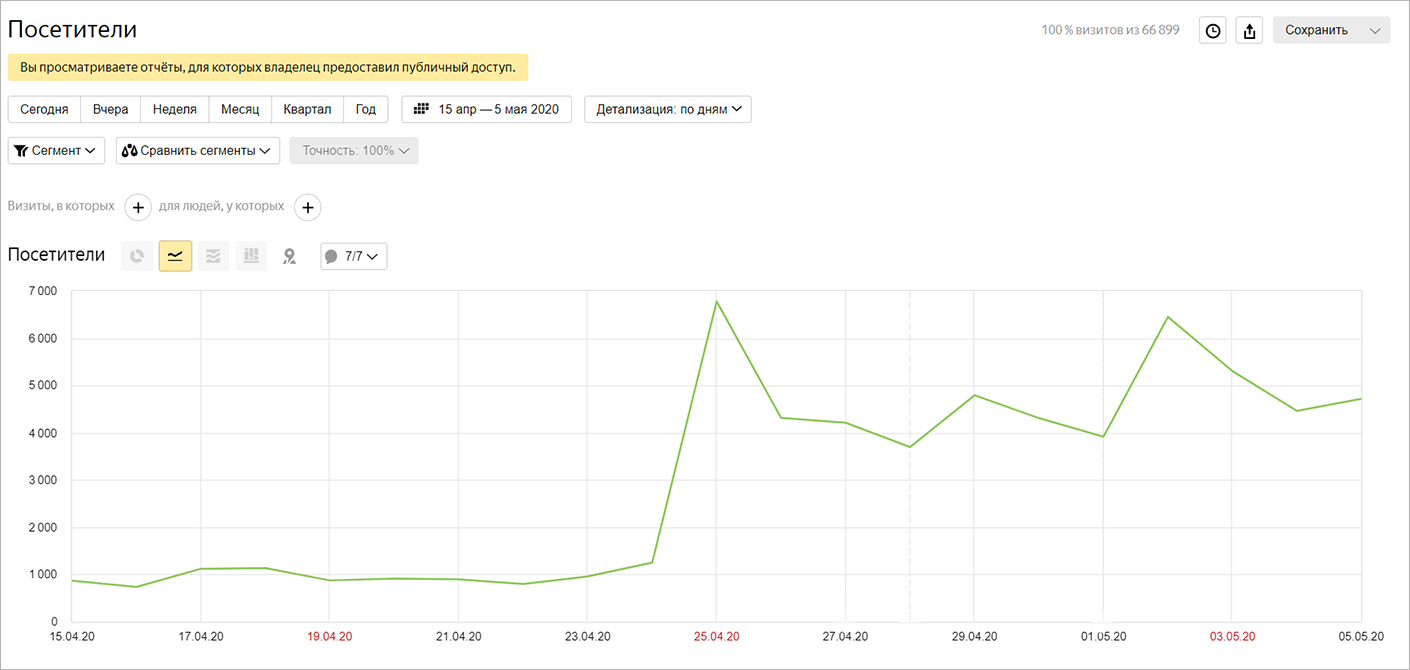 Посетители
100 % визитов из 66 899
Сохранить
Вы просматриваете отчёты, для которых владелец предоставил публичный доступ.
Сегодня Вчера Неделя Месяц Квартал Год 15 апр — 5 мая 2020 Детализация: по дням
Сегмент Сравнить сегменты Точность: 100%
Визиты, в которых + для людей, у которых +
Посетители 7/7
7 000
6 000
5 000
4 000
3 000
2 000
1 000
0
15.04.20 17.04.20 19.04.20 21.04.20 23.04.20 25.04.20 27.04.20 29.04.20 01.05.20 03.05.20 05.05.20